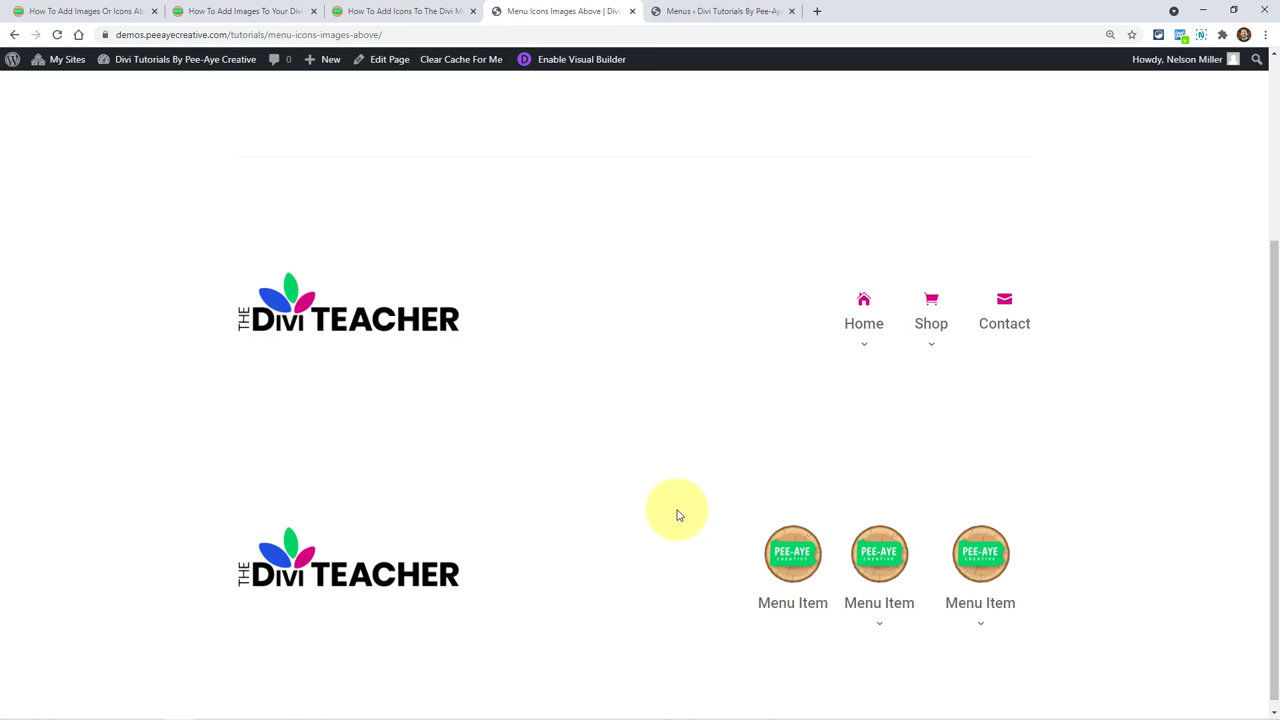 How To Add Images Or Icons Ab
How To Add Images To Your Divi
How To Add Icons To The Divi M
Menu Icons Images Above | Divi
Menus ‹ Divi Tutorials By Pee-Aye
demos.peeayecreative.com/tutorials/menu-icons-images-above/
My Sites
Divi Tutorials By Pee-Aye Creative
0
New
Edit Page
Clear Cache For Me
D
Enable Visual Builder
Howdy, Nelson Miller
THE Divi TEACHER
Home
Shop
Contact
THE Divi TEACHER
PEE-AYE
CREATIVE
PEE-AYE
CREATIVE
PEE-AYE
CREATIVE
Menu Item
Menu Item
Menu Item